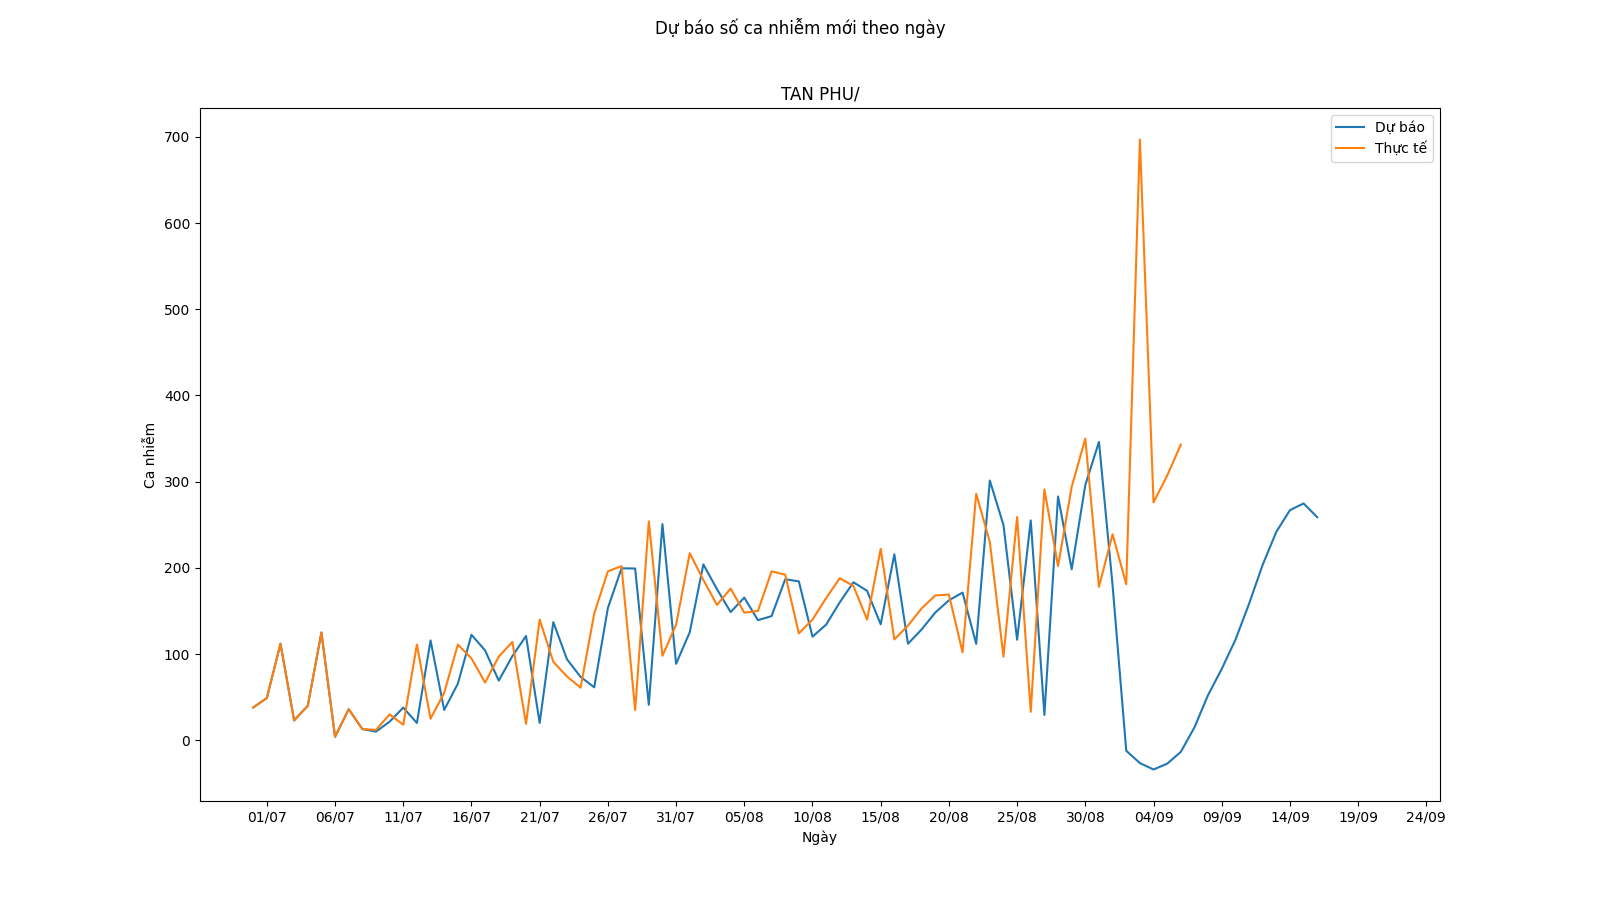 Dự báo số ca nhiễm mới theo ngày
TAN PHU/
Dự báo
Thực tế
700
600
500
400
300
200
100
0
Ca nhiễm
01/07 06/07 11/07 16/07 21/07 26/07 31/07 05/08 10/08 15/08 20/08 25/08 30/08 04/09 09/09 14/09 19/09 24/09
Ngày